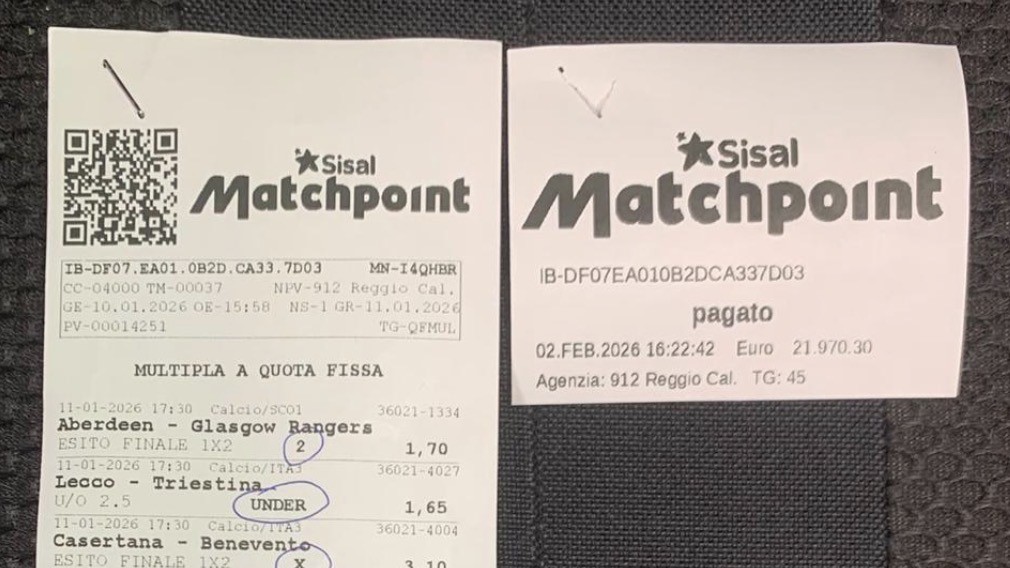 Sisal
Matchpoint
IB-DF07.EA01.0B2D.CA33.7D03 MN-I4QHBR
CC-04000 TM-00037 NPV-912 Reggio Cal.
GE-10.01.2026 OE-15:58 NS-1 GR-11.01.2026
PV-00014251 TG-QFMUL
MULTIPLA A QUOTA FISSA
11-01-2026 17:30 Calcio/SCO1 36021-1334
Aberdeen - Glasgow Rangers
ESITO FINALE 1X2 2 1,70
11-01-2026 17:30 Calcio/ITA3 36021-4027
Lecco - Triestina
U/O 2.5 UNDER 1,65
11-01-2026 17:30 Calcio/ITA3 36021-4004
Casertana - Benevento
ESITO FINALE 1X2 X 3,10
Sisal
Matchpoint
IB-DF07EA010B2DCA337D03
pagato
02.FEB.2026 16:22:42 Euro 21.970.30
Agenzia: 912 Reggio Cal. TG: 45